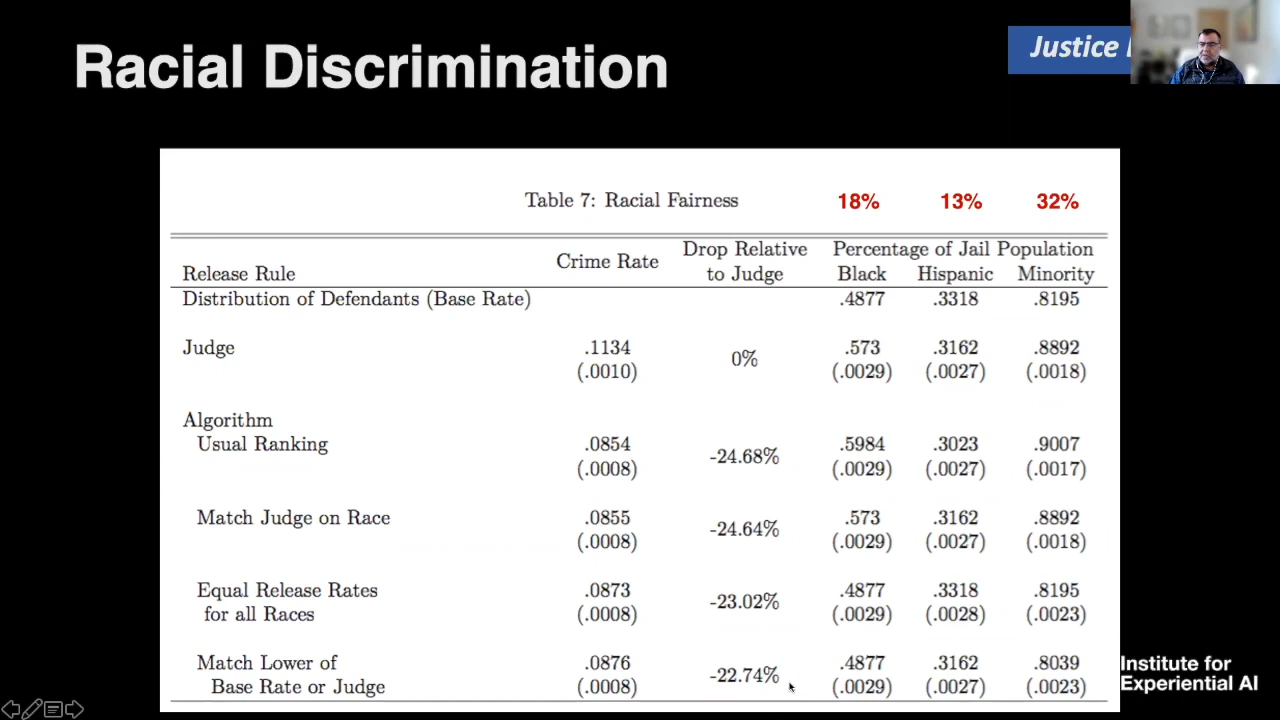 Racial Discrimination
Justice
Table 7: Racial Fairness 18% 13% 32%
Drop Relative Percentage of Jail Population
Release Rule Crime Rate to Judge Black Hispanic Minority
Distribution of Defendants (Base Rate) .4877 .3318 .8195
Judge .1134 0% .573 .3162 .8892
(.0010) (.0029) (.0027) (.0018)
Algorithm
Usual Ranking .0854 -24.68% .5984 .3023 .9007
(.0008) (.0029) (.0027) (.0017)
Match Judge on Race .0855 -24.64% .573 .3162 .8892
(.0008) (.0029) (.0027) (.0018)
Equal Release Rates .0873 -23.02% .4877 .3318 .8195
for all Races (.0008) (.0029) (.0028) (.0023)
Match Lower of .0876 -22.74% .4877 .3162 .8039
Base Rate or Judge (.0008) (.0029) (.0027) (.0023)
Institute for
Experiential AI